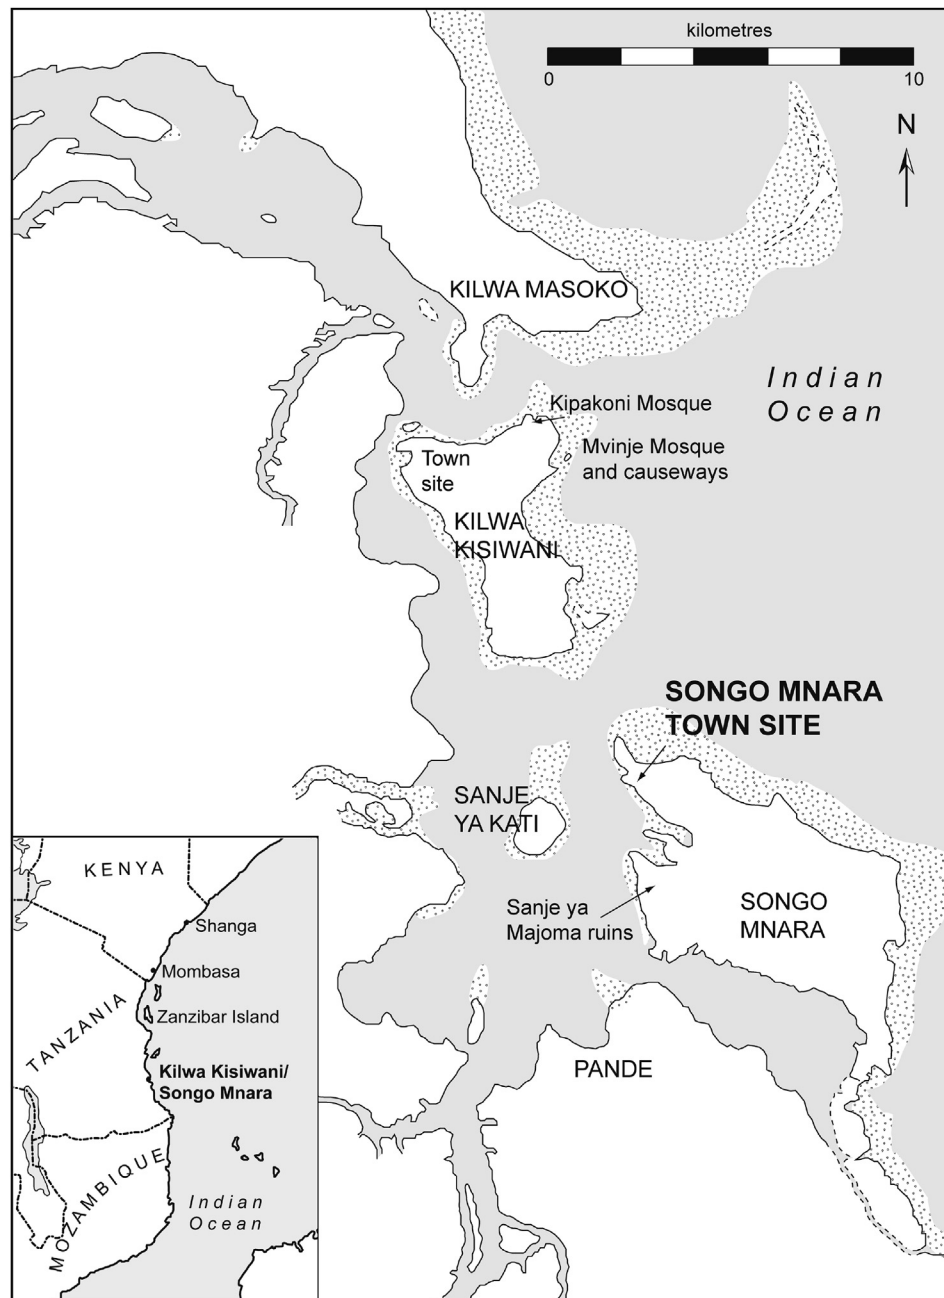 kilometres
0 10
N
KILWA MASOKO
Indian
Ocean
Kipakoni Mosque
Mvinje Mosque
and causeways
Town
site
KILWA
KISIWANI
SONGO MNARA
TOWN SITE
SANJE
YA KATI
Sanje ya
Majoma ruins
SONGO
MNARA
PANDE
KENYA
Shanga
Mombasa
TANZANIA
Zanzibar Island
Kilwa Kisiwani/
Songo Mnara
MOZAMBIQUE
Indian
Ocean